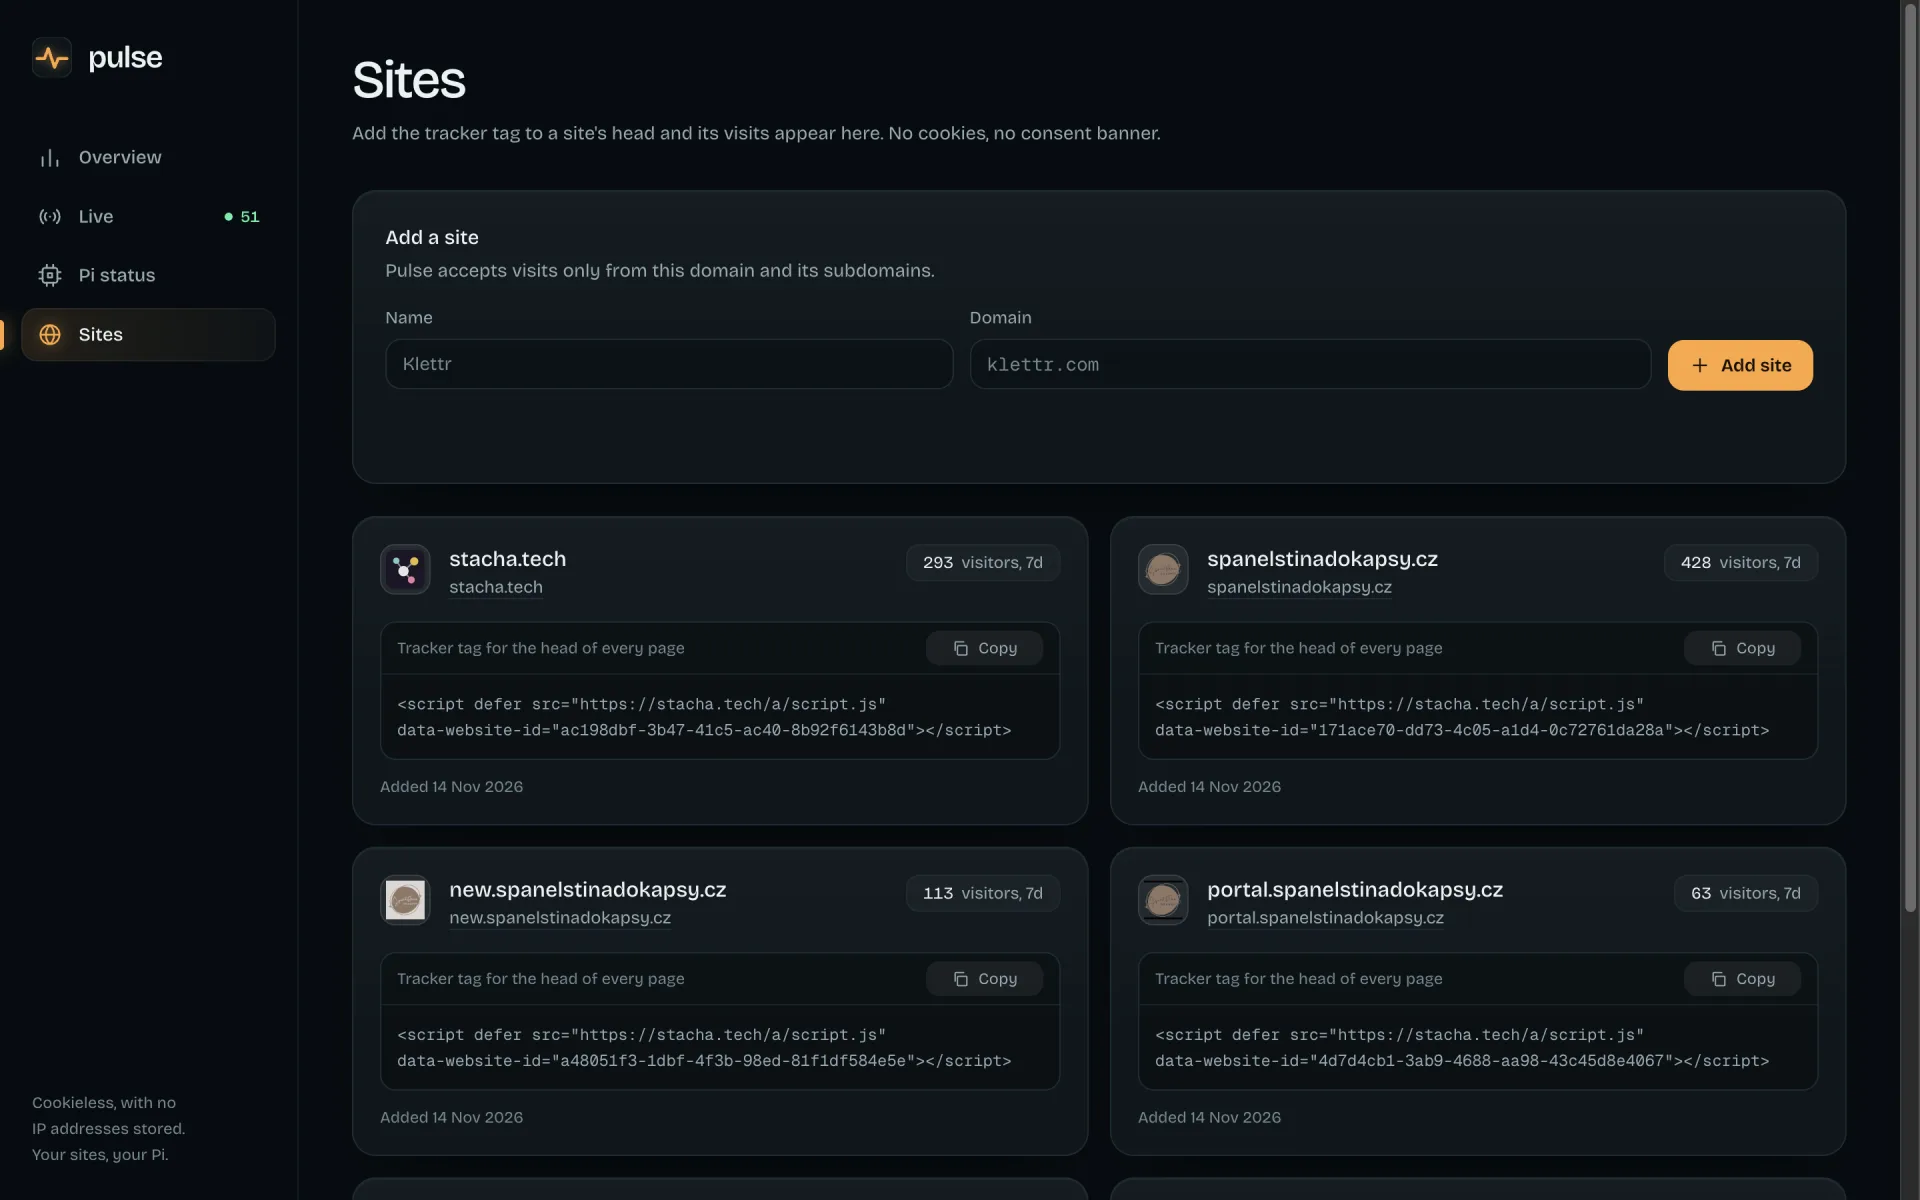 pulse
Overview
Live
51
Pi status
Sites
Cookieless, with no
IP addresses stored.
Your sites, your Pi.
Sites
Add the tracker tag to a site's head and its visits appear here. No cookies, no consent banner.
Add a site
Pulse accepts visits only from this domain and its subdomains.
Name
Klettr
Domain
klettr.com
Add site
stacha.tech
stacha.tech
293 visitors, 7d
Tracker tag for the head of every page
Copy
<script defer src="https://stacha.tech/a/script.js"
data-website-id="ac198dbf-3b47-41c5-ac40-8b92f6143b8d"></script>
Added 14 Nov 2026
spanelstinadokapsy.cz
spanelstinadokapsy.cz
428 visitors, 7d
Tracker tag for the head of every page
Copy
<script defer src="https://stacha.tech/a/script.js"
data-website-id="171ace70-dd73-4c05-a1d4-0c72761da28a"></script>
Added 14 Nov 2026
new.spanelstinadokapsy.cz
new.spanelstinadokapsy.cz
113 visitors, 7d
Tracker tag for the head of every page
Copy
<script defer src="https://stacha.tech/a/script.js"
data-website-id="a48051f3-1dbf-4f3b-98ed-81f1df584e5e"></script>
Added 14 Nov 2026
portal.spanelstinadokapsy.cz
portal.spanelstinadokapsy.cz
63 visitors, 7d
Tracker tag for the head of every page
Copy
<script defer src="https://stacha.tech/a/script.js"
data-website-id="4d7d4cb1-3ab9-4688-aa98-43c45d8e4067"></script>
Added 14 Nov 2026